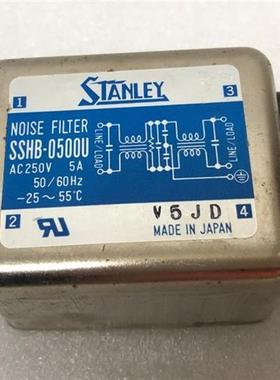 STANLEY
1
3
NOISE FILTER
SSHB-0500U
AC250V 5A
50/60Hz
-25~55℃
LINE/LOAD
LINE/LOAD
2
V5JD
4
MADE IN JAPAN